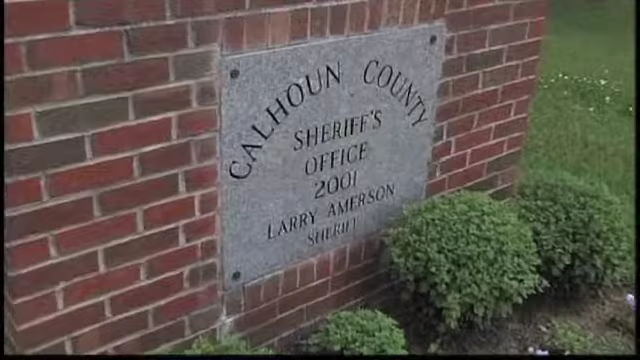 CALHOUN COUNTY
SHERIFF'S
OFFICE
2001
LARRY AMERSON
SHERIFF